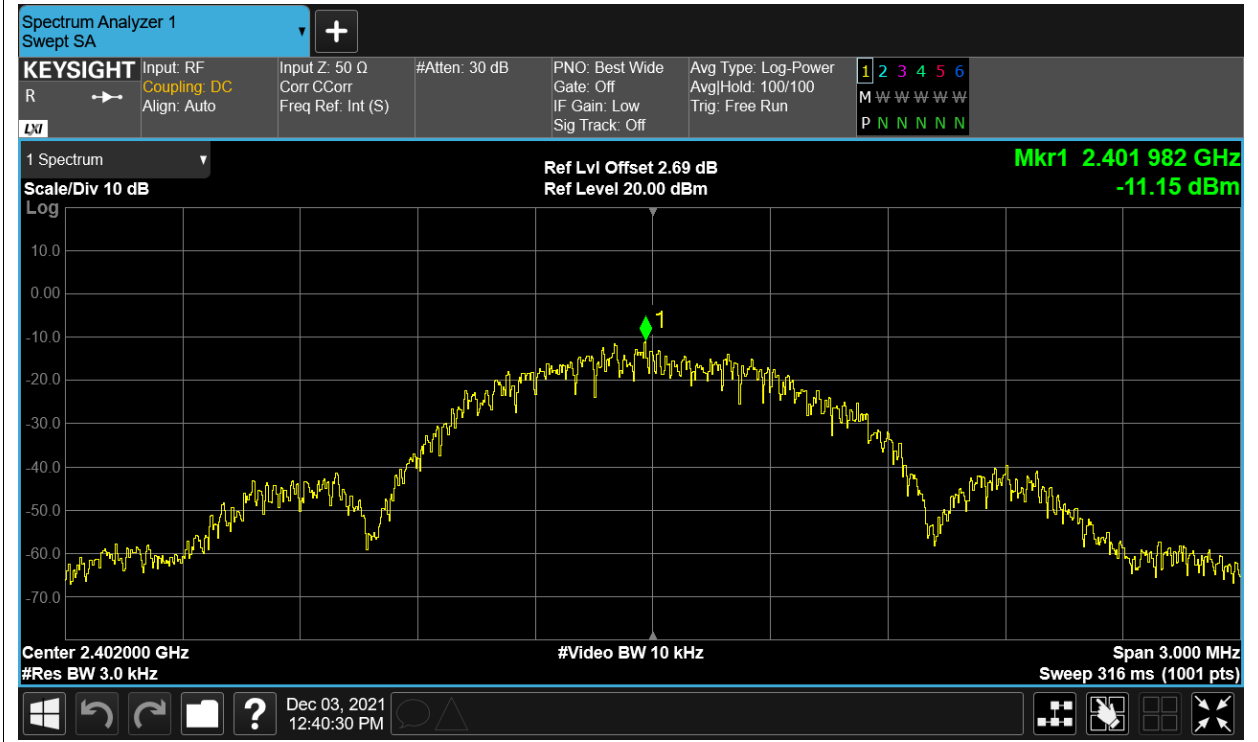 Spectrum Analyzer 1
Swept SA
KEYSIGHT
R
LXI
Input: RF
Coupling: DC
Align: Auto
Input Z: 50 Ω
Corr CCorr
Freq Ref: Int (S)
#Atten: 30 dB
PNO: Best Wide
Gate: Off
IF Gain: Low
Sig Track: Off
Avg Type: Log-Power
Avg|Hold: 100/100
Trig: Free Run
1 2 3 4 5 6
M W W W W W
P N N N N N
1 Spectrum
Scale/Div 10 dB
Log
Ref Lvl Offset 2.69 dB
Ref Level 20.00 dBm
Mkr1 2.401 982 GHz
-11.15 dBm
10.0
0.00
-10.0
-20.0
-30.0
-40.0
-50.0
-60.0
-70.0
1
Center 2.402000 GHz
#Res BW 3.0 kHz
#Video BW 10 kHz
Span 3.000 MHz
Sweep 316 ms (1001 pts)
?
Dec 03, 2021
12:40:30 PM